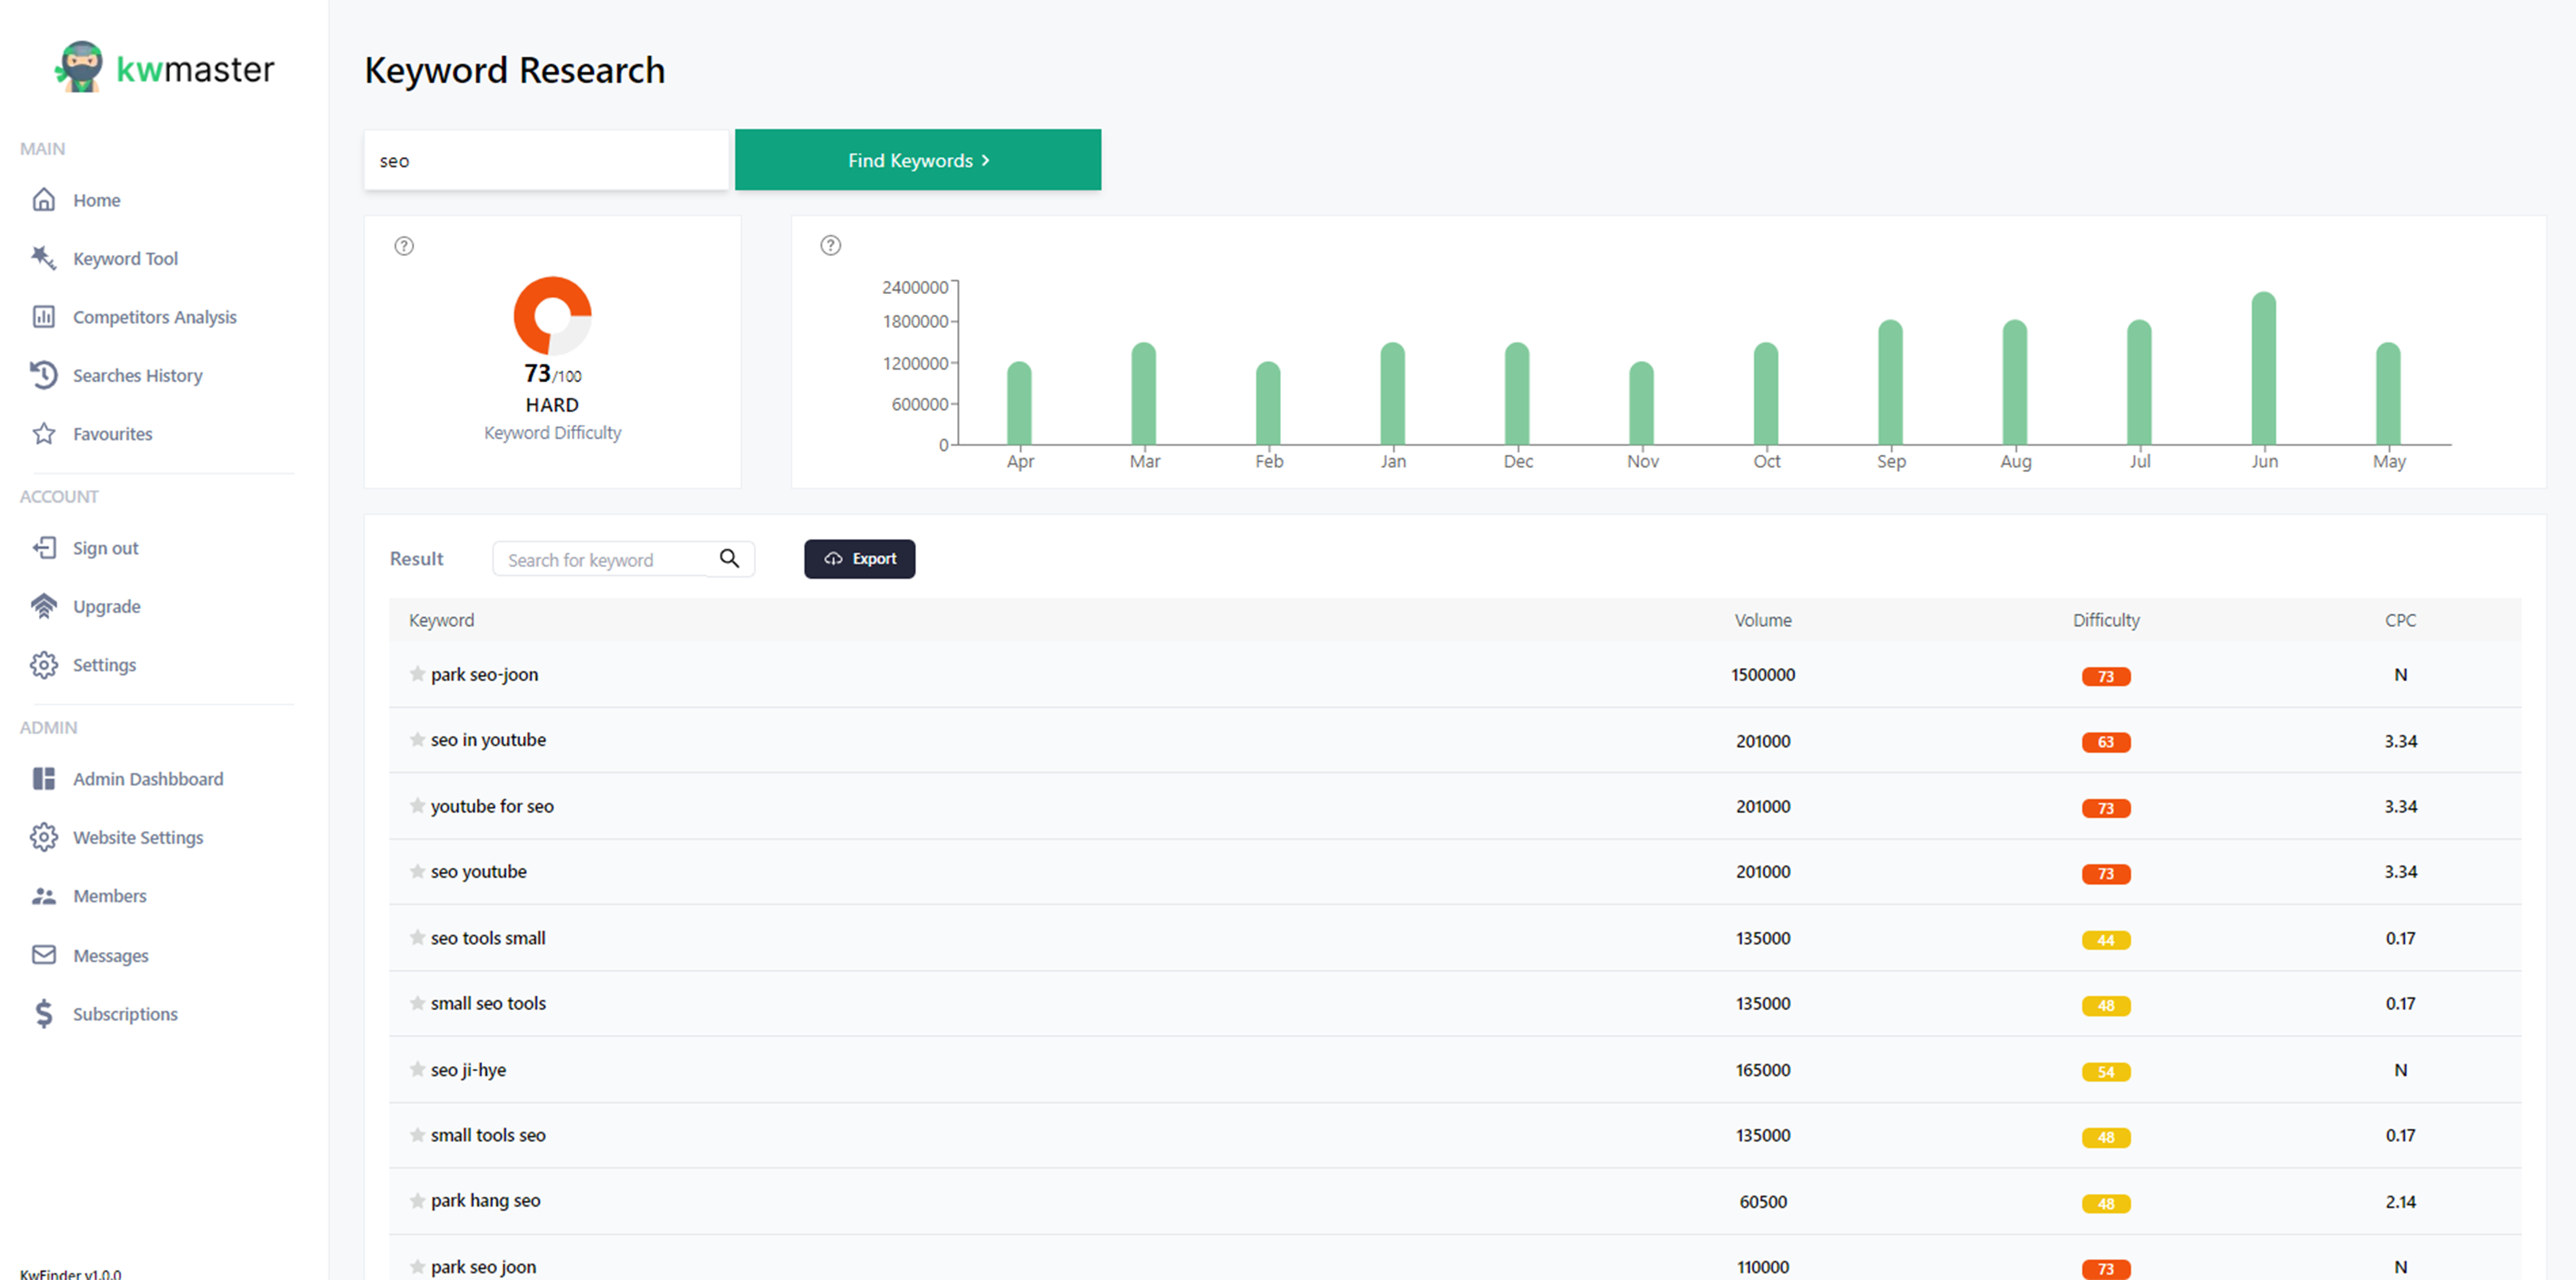 kwmaster
MAIN
Home
Keyword Tool
Competitors Analysis
Searches History
Favourites
ACCOUNT
Sign out
Upgrade
Settings
ADMIN
Admin Dashbboard
Website Settings
Members
Messages
Subscriptions
KwFinder v1.0.0
Keyword Research
seo
Find Keywords >
?
73/100
HARD
Keyword Difficulty
?
2400000
1800000
1200000
600000
0
Apr Mar Feb Jan Dec Nov Oct Sep Aug Jul Jun May
Result Search for keyword Export
Keyword Volume Difficulty CPC
park seo-joon 1500000 73 N
seo in youtube 201000 63 3.34
youtube for seo 201000 73 3.34
seo youtube 201000 73 3.34
seo tools small 135000 44 0.17
small seo tools 135000 48 0.17
seo ji-hye 165000 54 N
small tools seo 135000 48 0.17
park hang seo 60500 48 2.14
park seo joon 110000 73 N